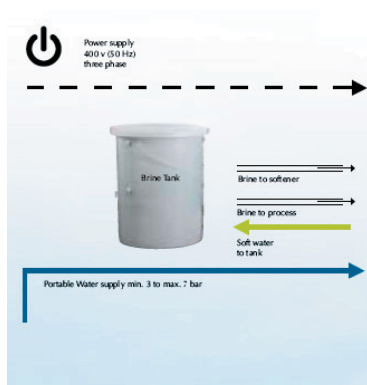 Power supply
400 v (50 Hz)
three phase
Brine Tank
Brine to softener
Brine to process
Soft water
to tank
Portable Water supply min. 3 to max. 7 bar